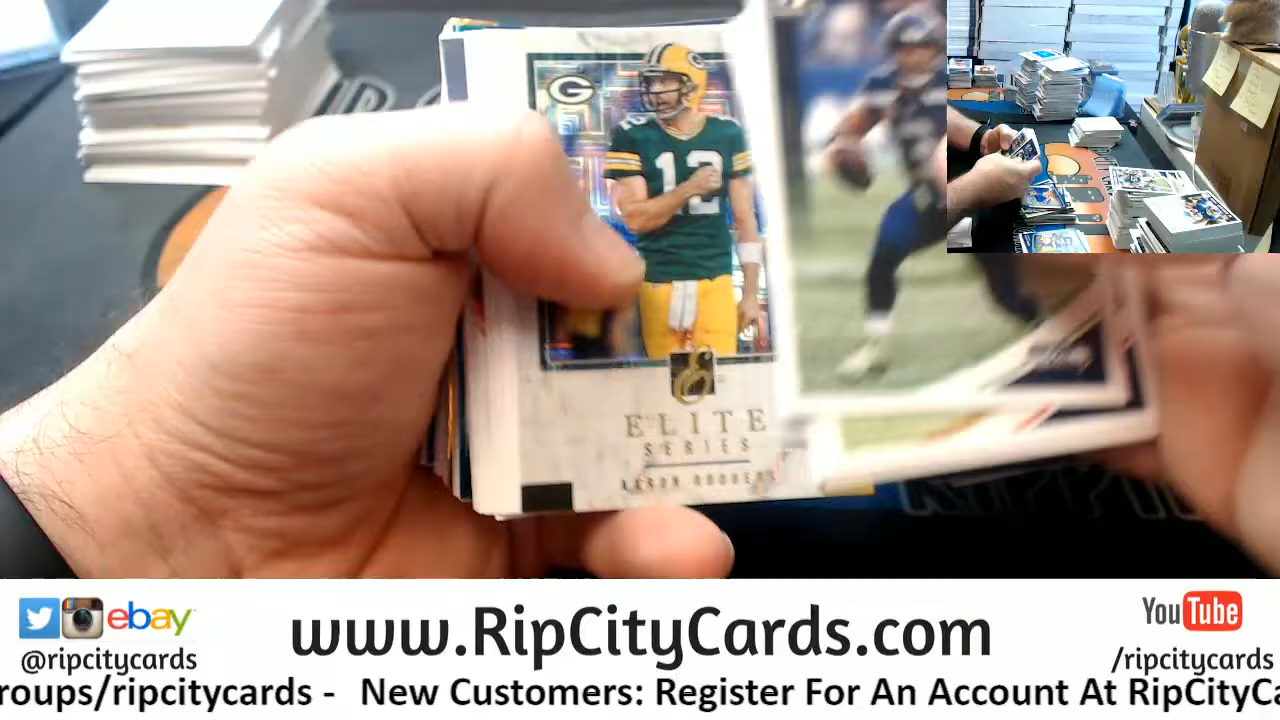 G
12
ELITE
SERIES
AARON RODGERS
ebay
@ripcitycards
www.RipCityCards.com
YouTube
/ripcitycards
roups/ripcitycards - New Customers: Register For An Account At RipCityCa